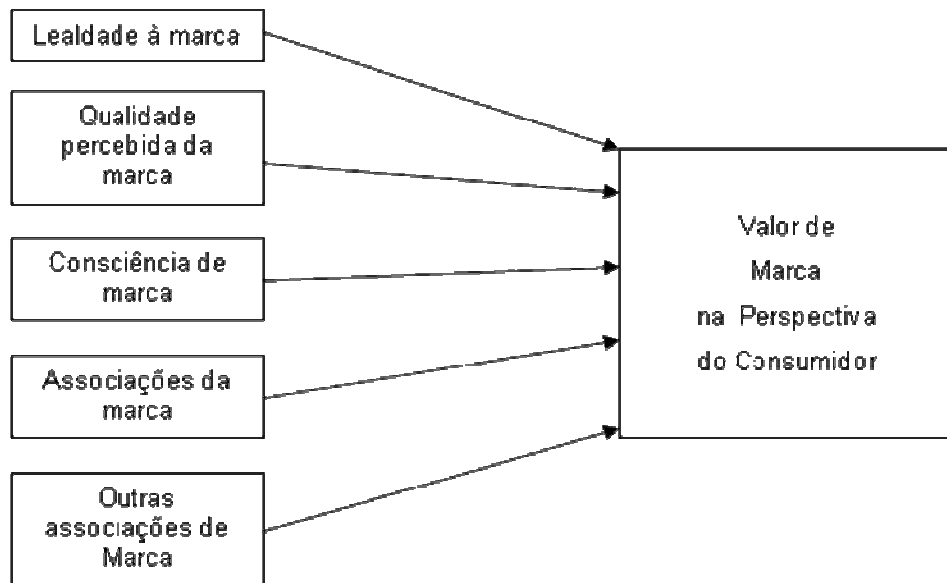 Lealdade à marca
Qualidade
percebida da
marca
Consciência de
marca
Associações da
marca
Outras
associações de
Marca
Valor de
Marca
na Perspectiva
do Consumidor